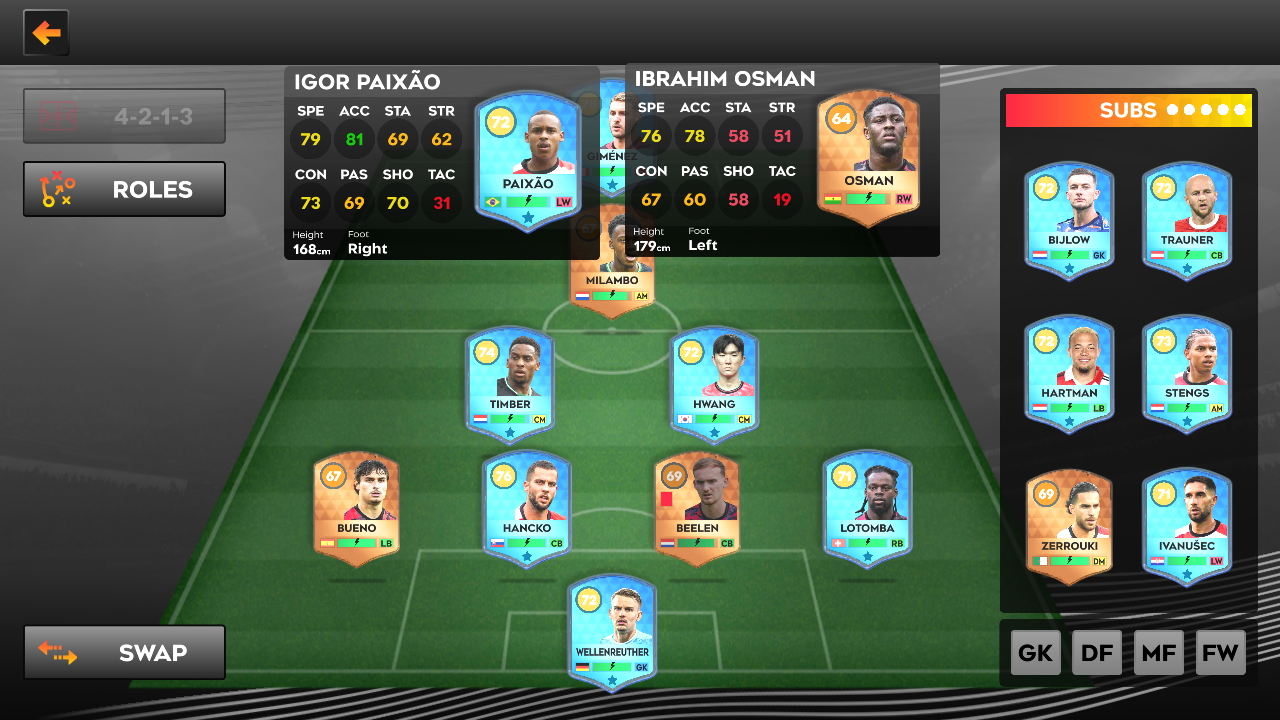 4-2-1-3
ROLES
IGOR PAIXÃO
SPE ACC STA STR
79 81 69 62
CON PAS SHO TAC
73 69 70 31
Height Foot
168cm Right
72
PAIXÃO
LW
GIMÉNEZ
IBRAHIM OSMAN
SPE ACC STA STR
76 78 58 51
CON PAS SHO TAC
67 60 58 19
Height Foot
179cm Left
64
OSMAN
RW
MILAMBO
AM
74
TIMBER
CM
72
HWANG
CM
67
BUENO
LB
76
HANCKO
CB
69
BEELEN
CB
71
LOTOMBA
RB
72
WELLENREUTHER
GK
SUBS
72
BIJLOW
GK
72
TRAUNER
CB
72
HARTMAN
LB
73
STENGS
AM
69
ZERROUKI
DM
71
IVANUŠEC
LW
SWAP
GK DF MF FW